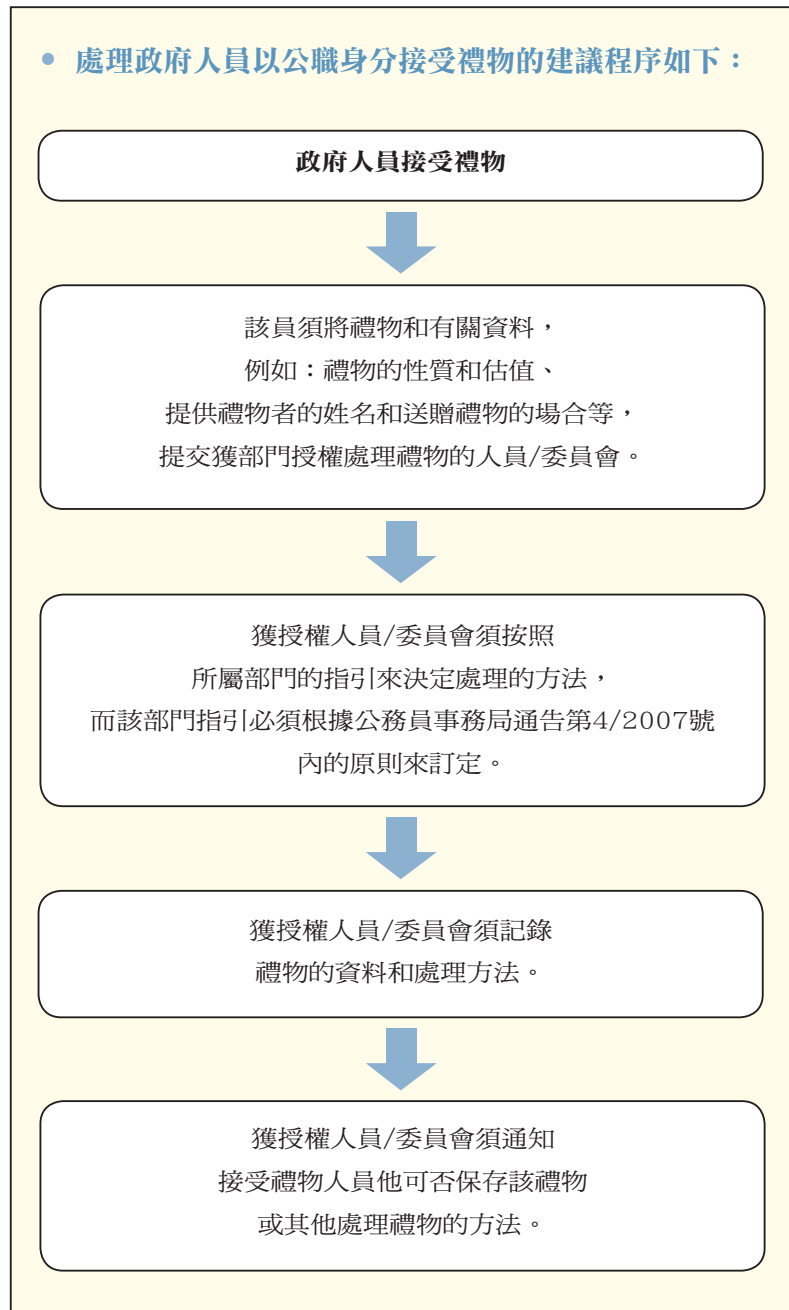 • 處理政府人員以公職身分接受禮物的建議程序如下：
政府人員接受禮物
該員須將禮物和有關資料，
例如：禮物的性質和估值、
提供禮物者的姓名和送贈禮物的場合等，
提交獲部門授權處理禮物的人員/委員會。
獲授權人員/委員會須按照
所屬部門的指引來決定處理的方法，
而該部門指引必須根據公務員事務局通告第4/2007號
內的原則來訂定。
獲授權人員/委員會須記錄
禮物的資料和處理方法。
獲授權人員/委員會須通知
接受禮物人員他可否保存該禮物
或其他處理禮物的方法。